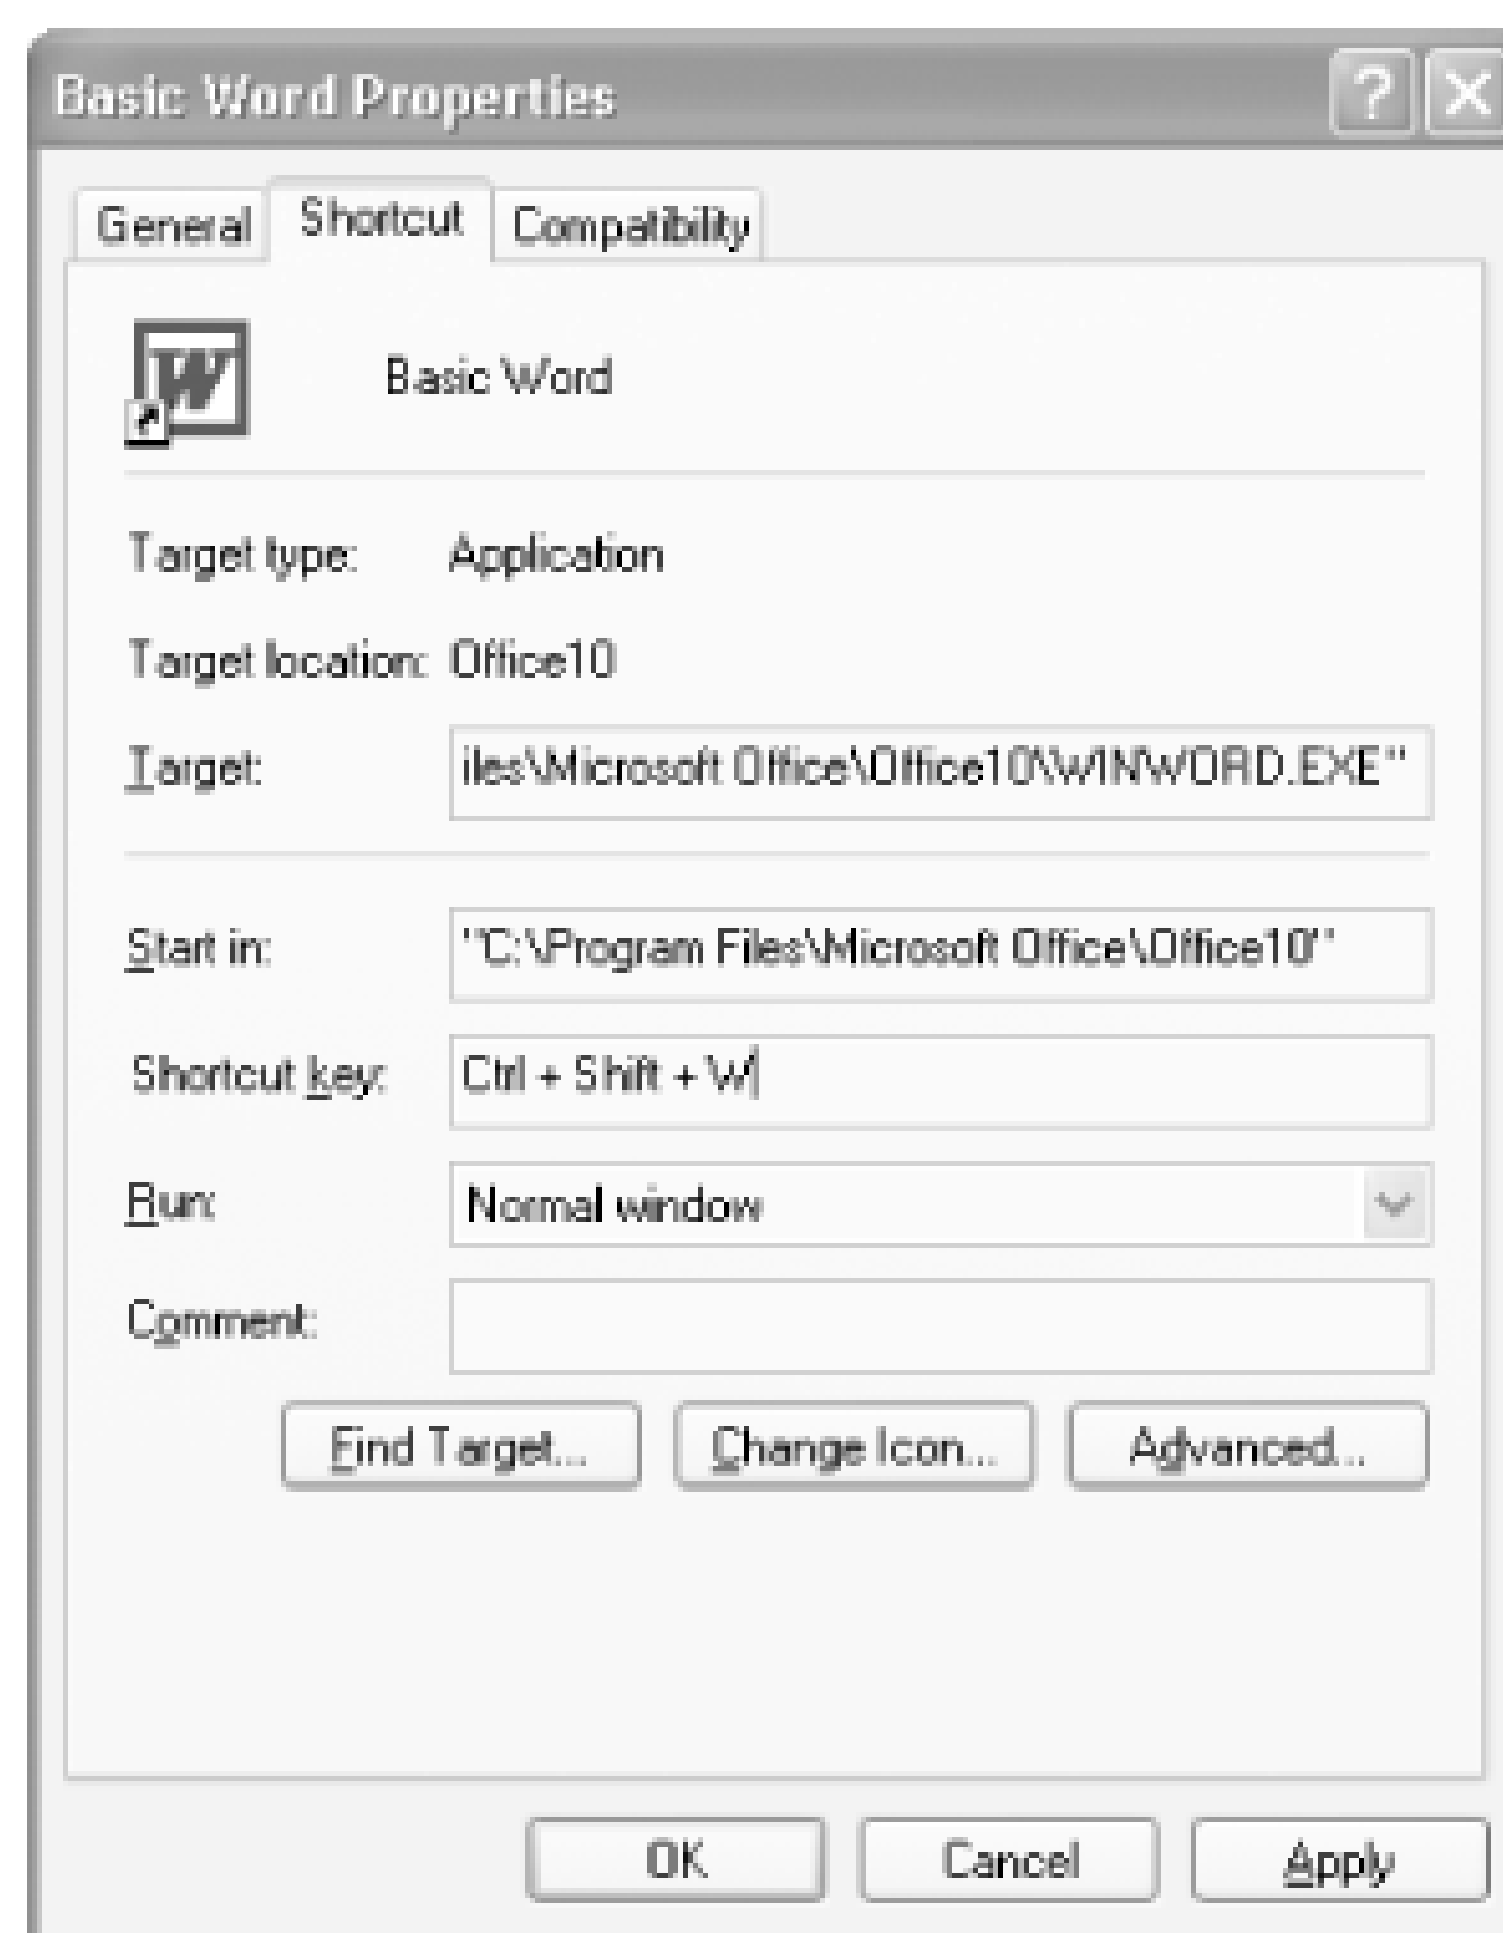 Basic Word Properties
General Shortcut Compatibility
W
Basic Word
Target type: Application
Target location: Office10
Target: iles\Microsoft Office\Office10\WINWORD.EXE"
Start in: "C:\Program Files\Microsoft Office\Office10"
Shortcut key: Ctrl + Shift + W
Run: Normal window
Comment:
Find Target... Change Icon... Advanced...
OK Cancel Apply